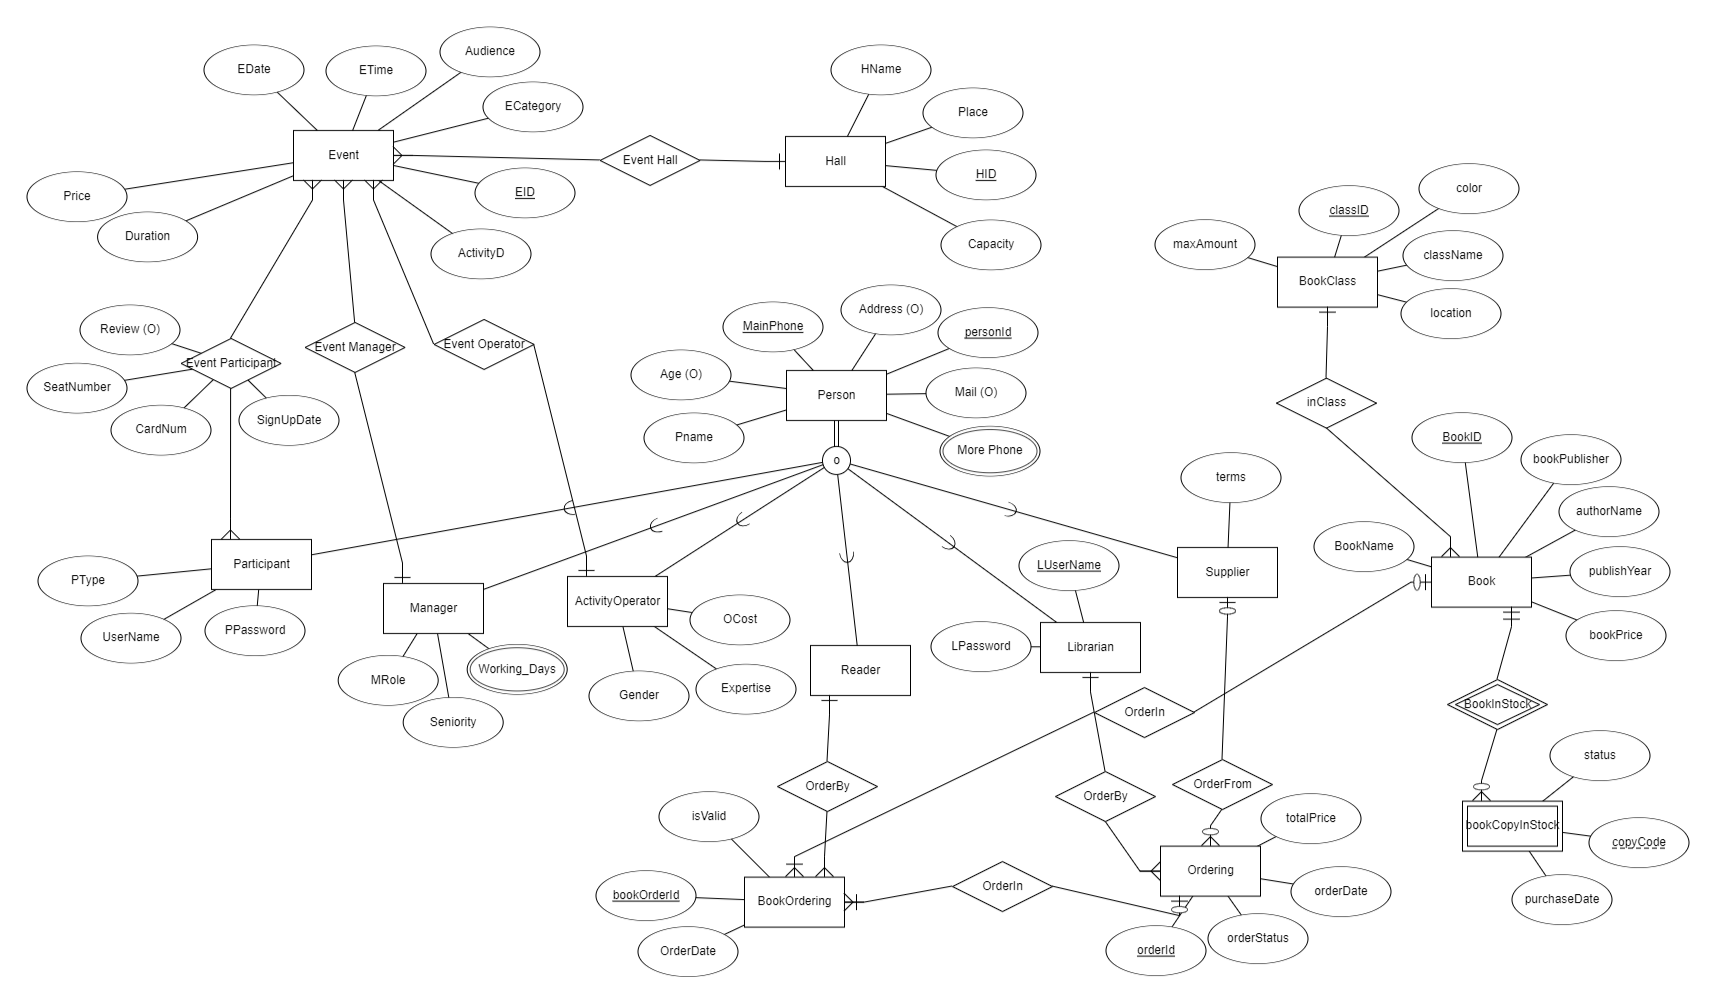 Audience
EDate
ETime
HName
ECategory
Place
Event
Event Hall
Hall
HID
color
Price
EID
classID
Duration
maxAmount
Capacity
ActivityD
className
BookClass
Address (O)
location
Review (O)
MainPhone
personId
Event Manager
Event Operator
Event Participant
Age (O)
SeatNumber
Person
Mail (O)
inClass
SignUpDate
CardNum
Pname
BookID
More Phone
bookPublisher
o
terms
authorName
BookName
Participant
LUserName
Supplier
publishYear
PType
Book
ActivityOperator
Manager
OCost
PPassword
UserName
bookPrice
LPassword
Librarian
Reader
Working_Days
MRole
Gender
Expertise
BookInStock
OrderIn
Seniority
status
OrderBy
OrderFrom
OrderBy
isValid
totalPrice
bookCopyInStock
copyCode
Ordering
OrderIn
orderDate
bookOrderId
BookOrdering
purchaseDate
orderStatus
OrderDate
orderId